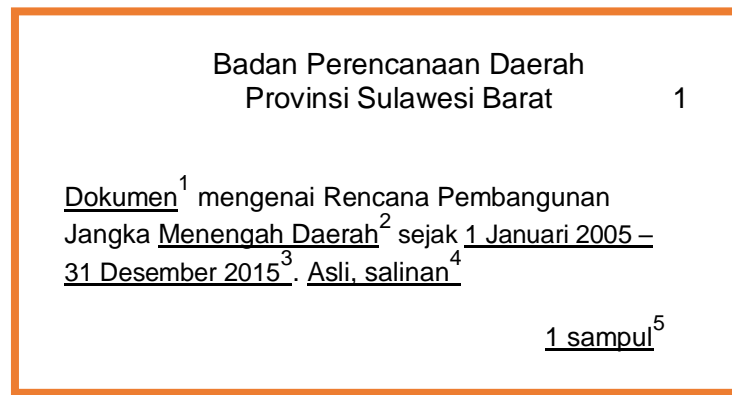 Badan Perencanaan Daerah
Provinsi Sulawesi Barat 1
Dokumen¹ mengenai Rencana Pembangunan
Jangka Menengah Daerah² sejak 1 Januari 2005 –
31 Desember 2015³. Asli, salinan⁴
1 sampul⁵